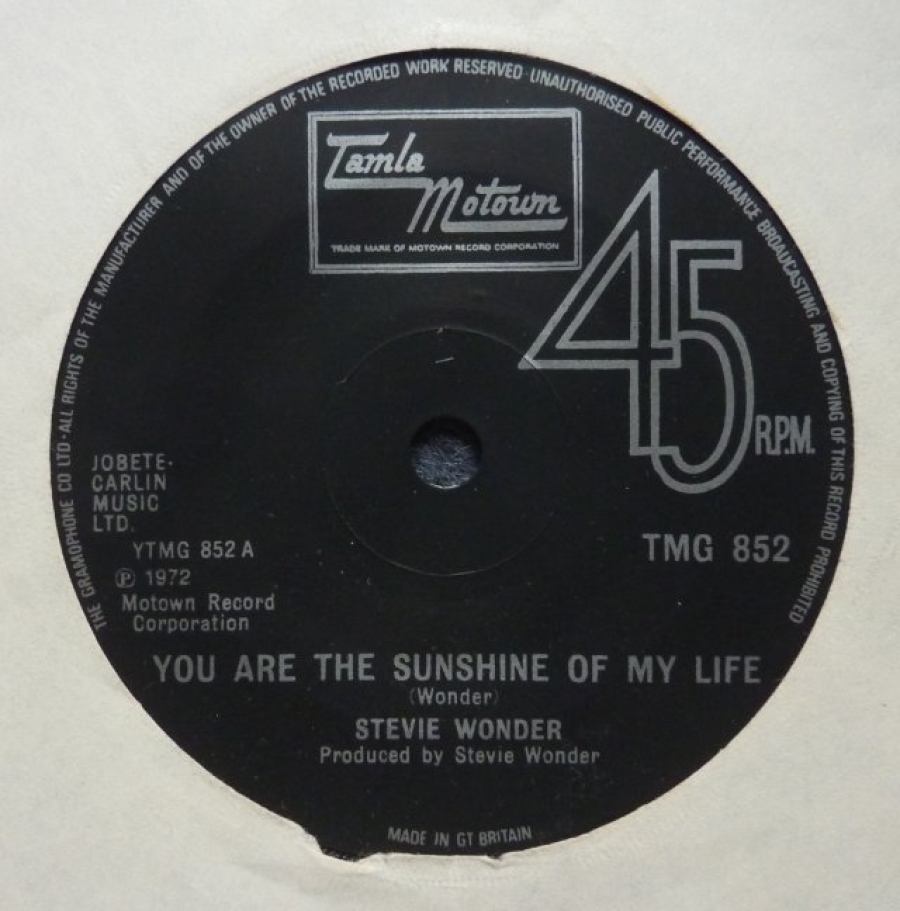 THE GRAMOPHONE CO LTD·ALL RIGHTS OF THE MANUFACTURER AND OF THE OWNER OF THE RECORDED WORK RESERVED·UNAUTHORISED PUBLIC PERFORMANCE BROADCASTING AND COPYING OF THIS RECORD PROHIBITED
Tamla
Motown
TRADE MARK OF MOTOWN RECORD CORPORATION
45
R.P.M.
JOBETE-
CARLIN
MUSIC
LTD.
YTMG 852 A
℗ 1972
Motown Record
Corporation
TMG 852
YOU ARE THE SUNSHINE OF MY LIFE
(Wonder)
STEVIE WONDER
Produced by Stevie Wonder
MADE IN GT BRITAIN